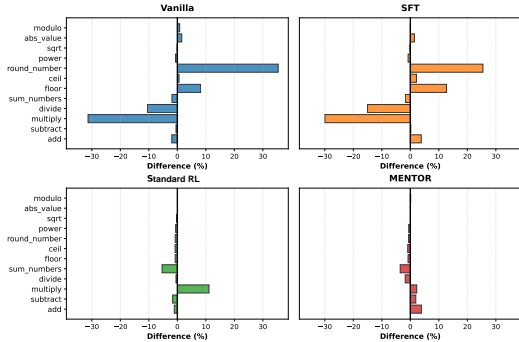 Vanilla
SFT
modulo
abs_value
sqrt
power
round_number
ceil
floor
sum_numbers
divide
multiply
subtract
add
−30 −20 −10 0 10 20 30
Difference (%)
−30 −20 −10 0 10 20 30
Difference (%)
Standard RL
MENTOR
modulo
abs_value
sqrt
power
round_number
ceil
floor
sum_numbers
divide
multiply
subtract
add
−30 −20 −10 0 10 20 30
Difference (%)
−30 −20 −10 0 10 20 30
Difference (%)